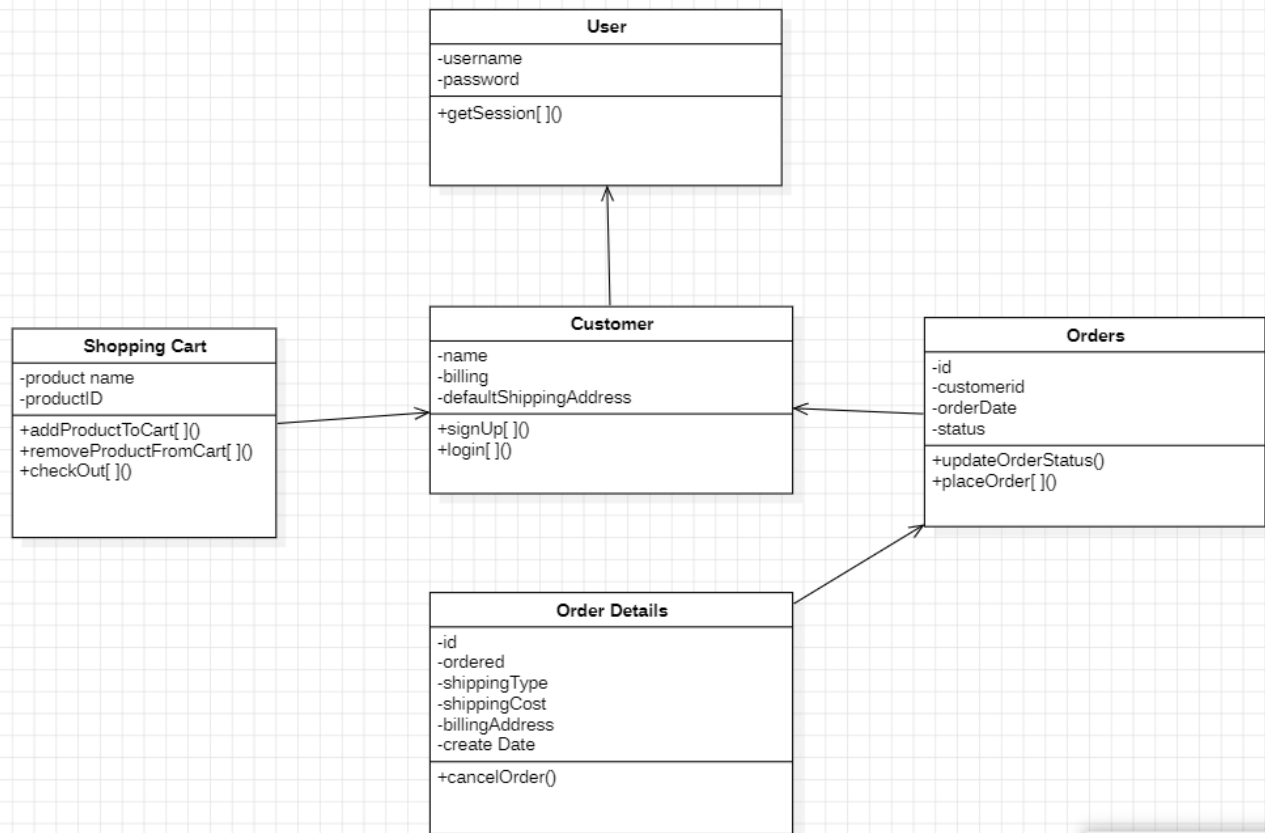 User
-username
-password
+getSession[ ]()
Shopping Cart
-product name
-productID
+addProductToCart[ ]()
+removeProductFromCart[ ]()
+checkOut[ ]()
Customer
-name
-billing
-defaultShippingAddress
+signUp[ ]()
+login[ ]()
Orders
-id
-customerid
-orderDate
-status
+updateOrderStatus()
+placeOrder[ ]()
Order Details
-id
-ordered
-shippingType
-shippingCost
-billingAddress
-create Date
+cancelOrder()